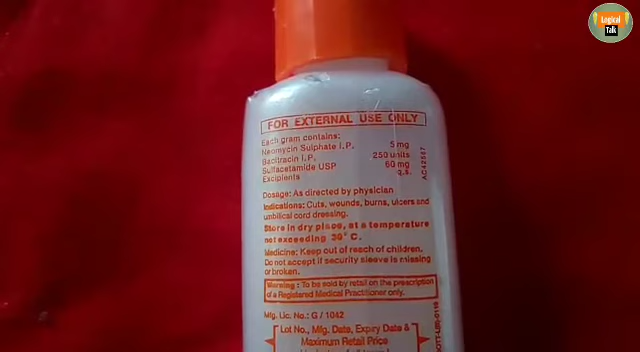 Logical
Talk
FOR EXTERNAL USE ONLY
Each gram contains:
Neomycin Sulphate I.P. 5 mg
Bacitracin I.P. 250 units
Sulfacetamide USP 60 mg
Excipients q.s.
AC42567
Dosage: As directed by physician
Indications: Cuts, wounds, burns, ulcers and
umbilical cord dressing.
Store in dry place, at a temperature
not exceeding 30° C.
Medicine: Keep out of reach of children.
Do not accept if security sleeve is missing
or broken.
Warning : To be sold by retail on the prescription
of a Registered Medical Practitioner only.
Mfg. Lic. No.: G / 1042
Lot No., Mfg. Date, Expiry Date &
Maximum Retail Price